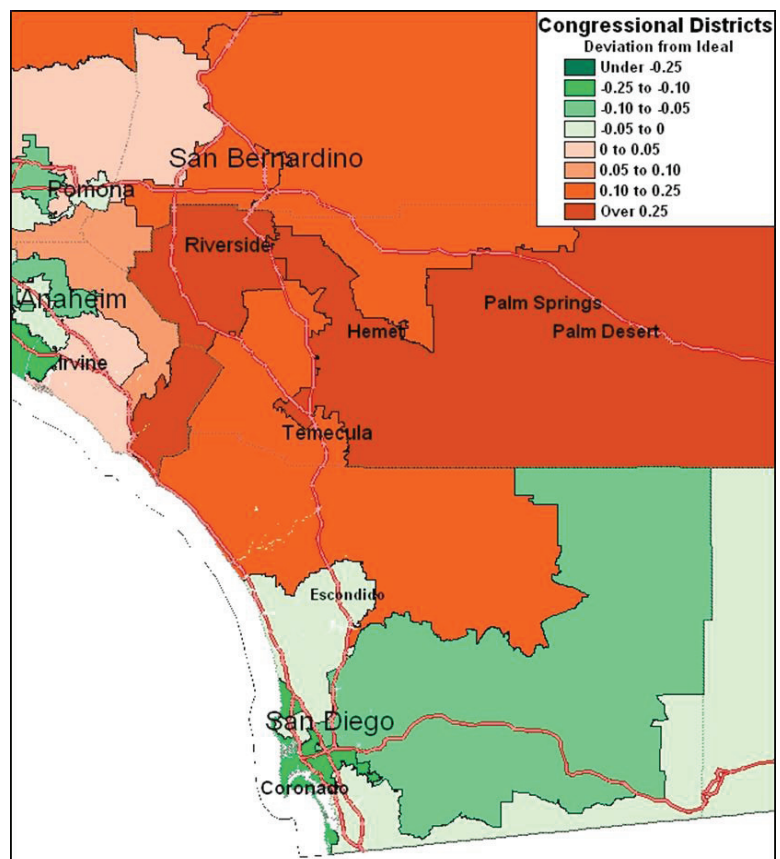 Congressional Districts
Deviation from Ideal
Under -0.25
-0.25 to -0.10
-0.10 to -0.05
-0.05 to 0
0 to 0.05
0.05 to 0.10
0.10 to 0.25
Over 0.25
San Bernardino
Pomona
Riverside
Anaheim
Palm Springs
Hemet
Palm Desert
Irvine
Temecula
Escondido
San Diego
Coronado